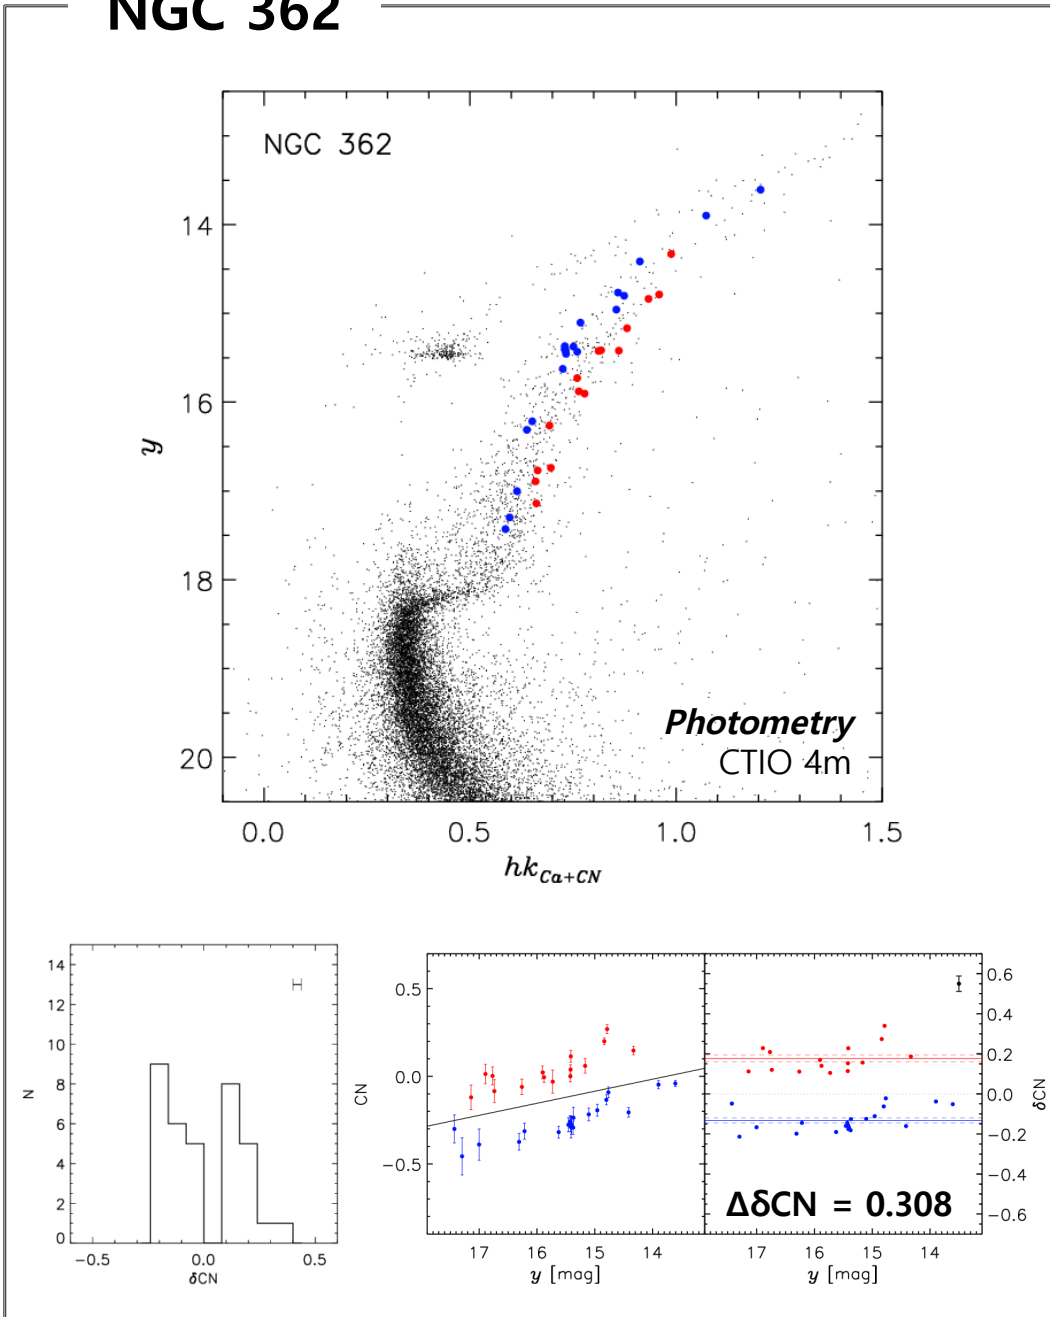 NGC 362
NGC 362
14
16
18
20
y
Photometry
CTIO 4m
0.0 0.5 1.0 1.5
hk Ca+CN
14
12
10
8
6
4
2
0
N
−0.5 0.0 0.5
δCN
0.5
0.0
−0.5
CN
17 16 15 14
y [mag]
0.6
0.4
0.2
0.0
−0.2
−0.4
−0.6
δCN
ΔδCN = 0.308
17 16 15 14
y [mag]